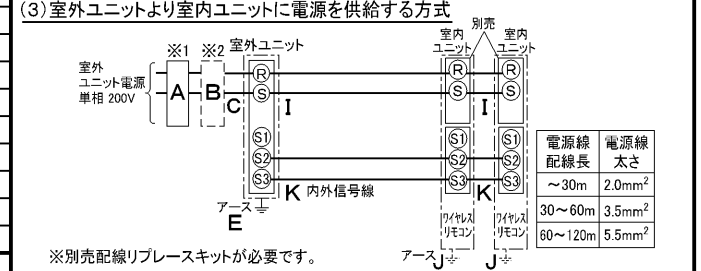 (3)室外ユニットより室内ユニットに電源を供給する方式
別売
※1 ※2 室外ユニット 室内ユニット 室内ユニット
室外
ユニット電源
単相 200V
A B C
R
S
I
R
S
I
R
S
S1
S2
S3
S1
S2
S3
S1
S2
S3
K 内外信号線
K
アース
E
ワイヤレス
リモコン
ワイヤレス
リモコン
アース J J
電源線配線長 電源線太さ
～30m 2.0mm²
30～60m 3.5mm²
60～120m 5.5mm²
※別売配線リプレースキットが必要です。